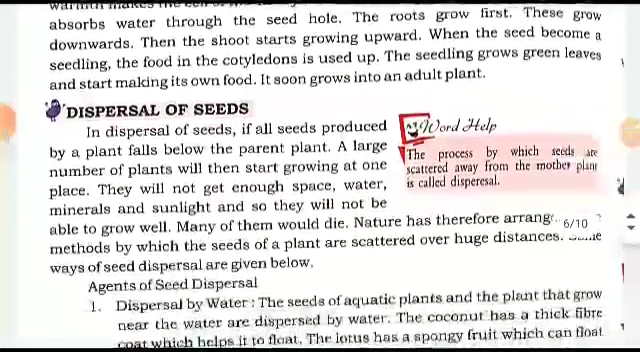 absorbs water through the seed hole. The roots grow first. These grow
downwards. Then the shoot starts growing upward. When the seed become a
seedling, the food in the cotyledons is used up. The seedling grows green leaves
and start making its own food. It soon grows into an adult plant.
DISPERSAL OF SEEDS
In dispersal of seeds, if all seeds produced
by a plant falls below the parent plant. A large
number of plants will then start growing at one
place. They will not get enough space, water,
minerals and sunlight and so they will not be
Word Help
The process by which seeds are
scattered away from the mother plant
is called disperesal.
able to grow well. Many of them would die. Nature has therefore
6/10
methods by which the seeds of a plant are scattered over huge distances.
ways of seed dispersal are given below.
Agents of Seed Dispersal
1. Dispersal by Water : The seeds of aquatic plants and the plant that grow
near the water are dispersed by water. The coconut has a thick fibre
coat which helps it to float. The lotus has a spongy fruit which can float